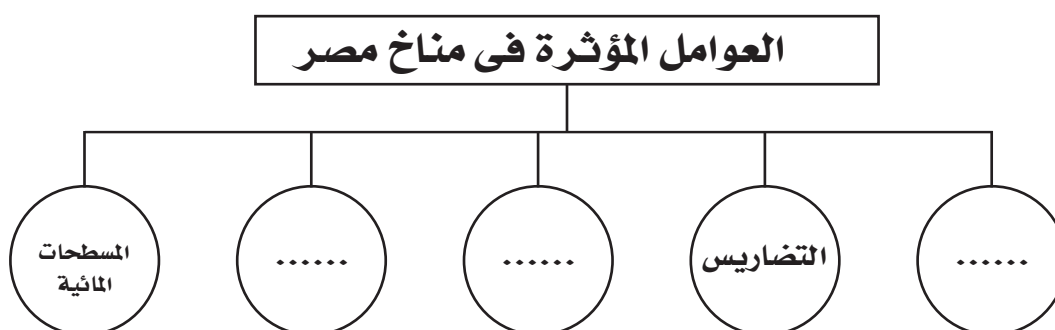 العوامل المؤثرة فى مناخ مصر
......
التضاريس
......
......
المسطحات
المائية